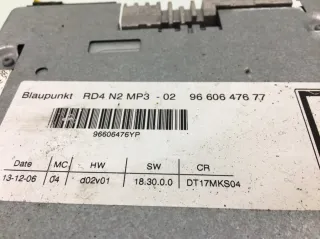 Blaupunkt RD4 N2 MP3 - 02 96 606 476 77
96606476YP
MC HW SW CR
13-12-06 04 d02v01 18.30.0.0 DT17MKS04